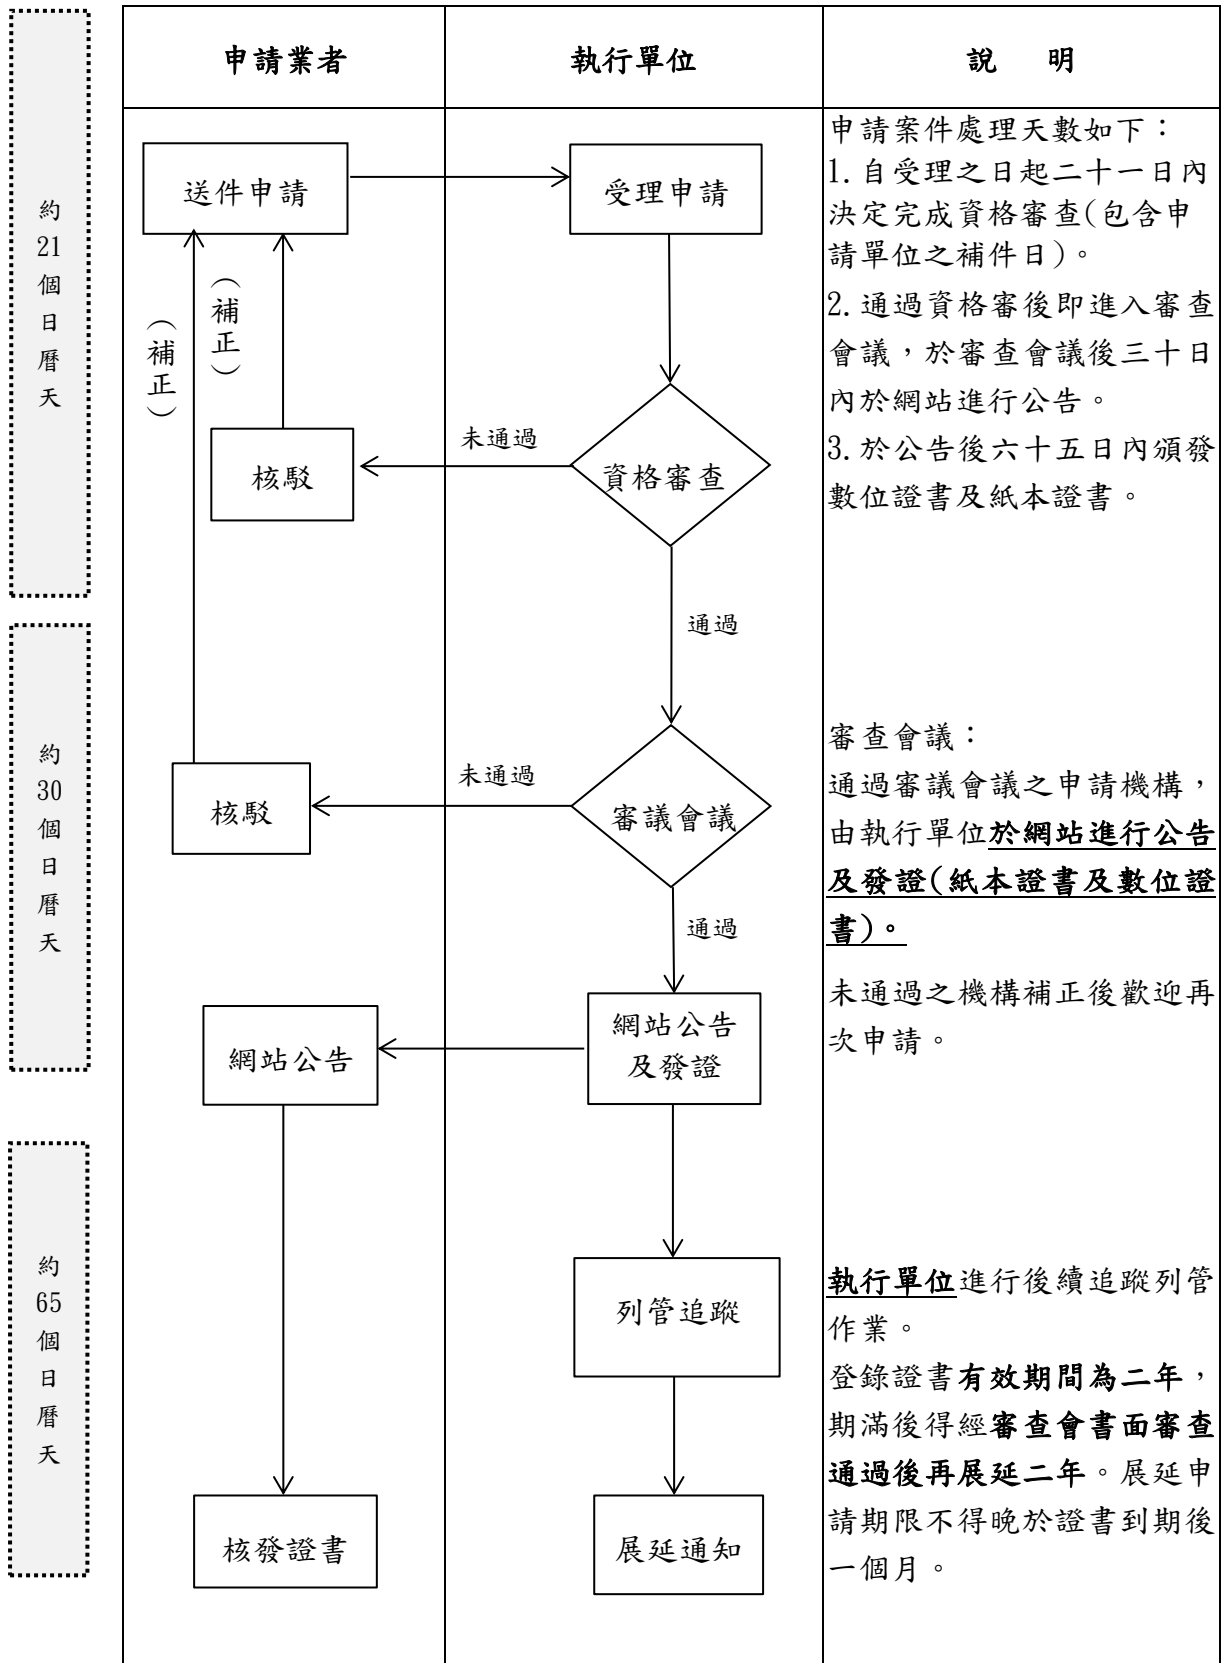 申請業者
執行單位
說 明
約
21
個
日
曆
天
送件申請
受理申請
(補正)
(補正)
未通過
核駁
資格審查
通過
申請案件處理天數如下：
1.自受理之日起二十一日內
決定完成資格審查(包含申
請單位之補件日)。
2.通過資格審後即進入審查
會議，於審查會議後三十日
內於網站進行公告。
3.於公告後六十五日內頒發
數位證書及紙本證書。
約
30
個
日
曆
天
未通過
核駁
審議會議
通過
網站公告
網站公告
及發證
審查會議：
通過審議會議之申請機構，
由執行單位於網站進行公告
及發證(紙本證書及數位證
書)。
未通過之機構補正後歡迎再
次申請。
約
65
個
日
曆
天
列管追蹤
核發證書
展延通知
執行單位進行後續追蹤列管
作業。
登錄證書有效期間為二年，
期滿後得經審查會書面審查
通過後再展延二年。展延申
請期限不得晚於證書到期後
一個月。